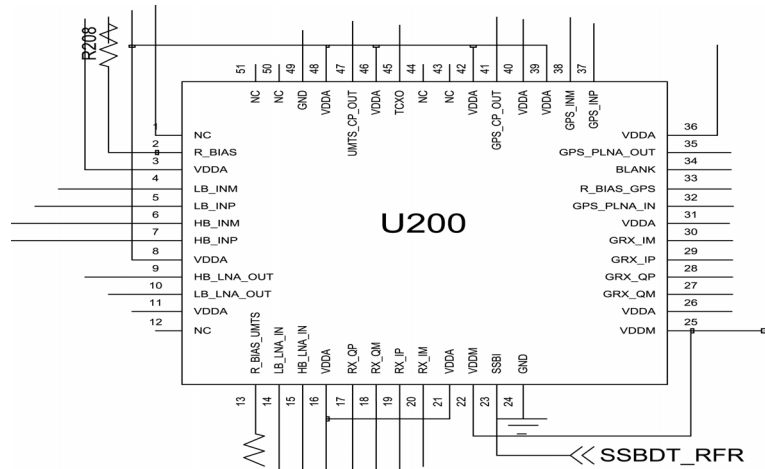 R208
51 50 49 48 47 46 45 44 43 42 41 40 39 38 37
NC NC GND VDDA UMTS_CP_OUT VDDA TCXO NC NC VDDA GPS_CP_OUT VDDA VDDA GPS_INM GPS_INP
1 NC
2 R_BIAS
3 VDDA
4 LB_INM
5 LB_INP
6 HB_INM
7 HB_INP
8 VDDA
9 HB_LNA_OUT
10 LB_LNA_OUT
11 VDDA
12 NC
U200
VDDA 36
GPS_PLNA_OUT 35
BLANK 34
R_BIAS_GPS 33
GPS_PLNA_IN 32
VDDA 31
GRX_IM 30
GRX_IP 29
GRX_QP 28
GRX_QM 27
VDDA 26
VDDM 25
R_BIAS_UMTS LB_LNA_IN HB_LNA_IN VDDA RX_QP RX_QM RX_IP RX_IM VDDA VDDM SSBI GND
13 14 15 16 17 18 19 20 21 22 23 24
SSBDT_RFR